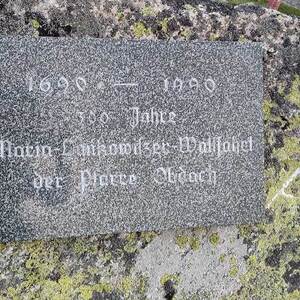 1690 — 1990
300 Jahre
Maria-Lankowitzer-Wallfahrt
der Pfarre Obdach